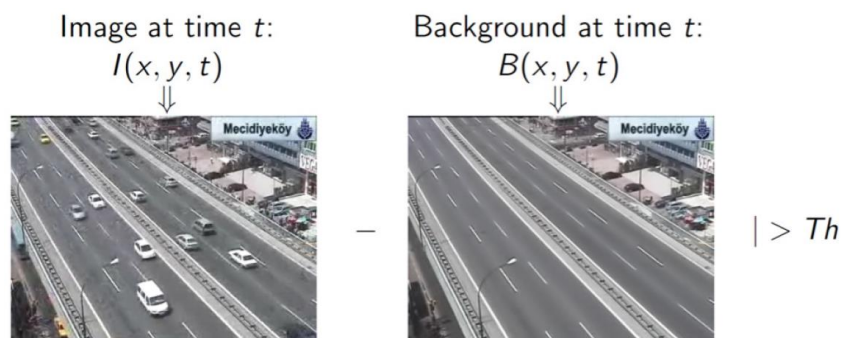 Image at time t:
I(x, y, t)
⇓
Mecidiyeköy
Background at time t:
B(x, y, t)
⇓
Mecidiyeköy
−
| > Th